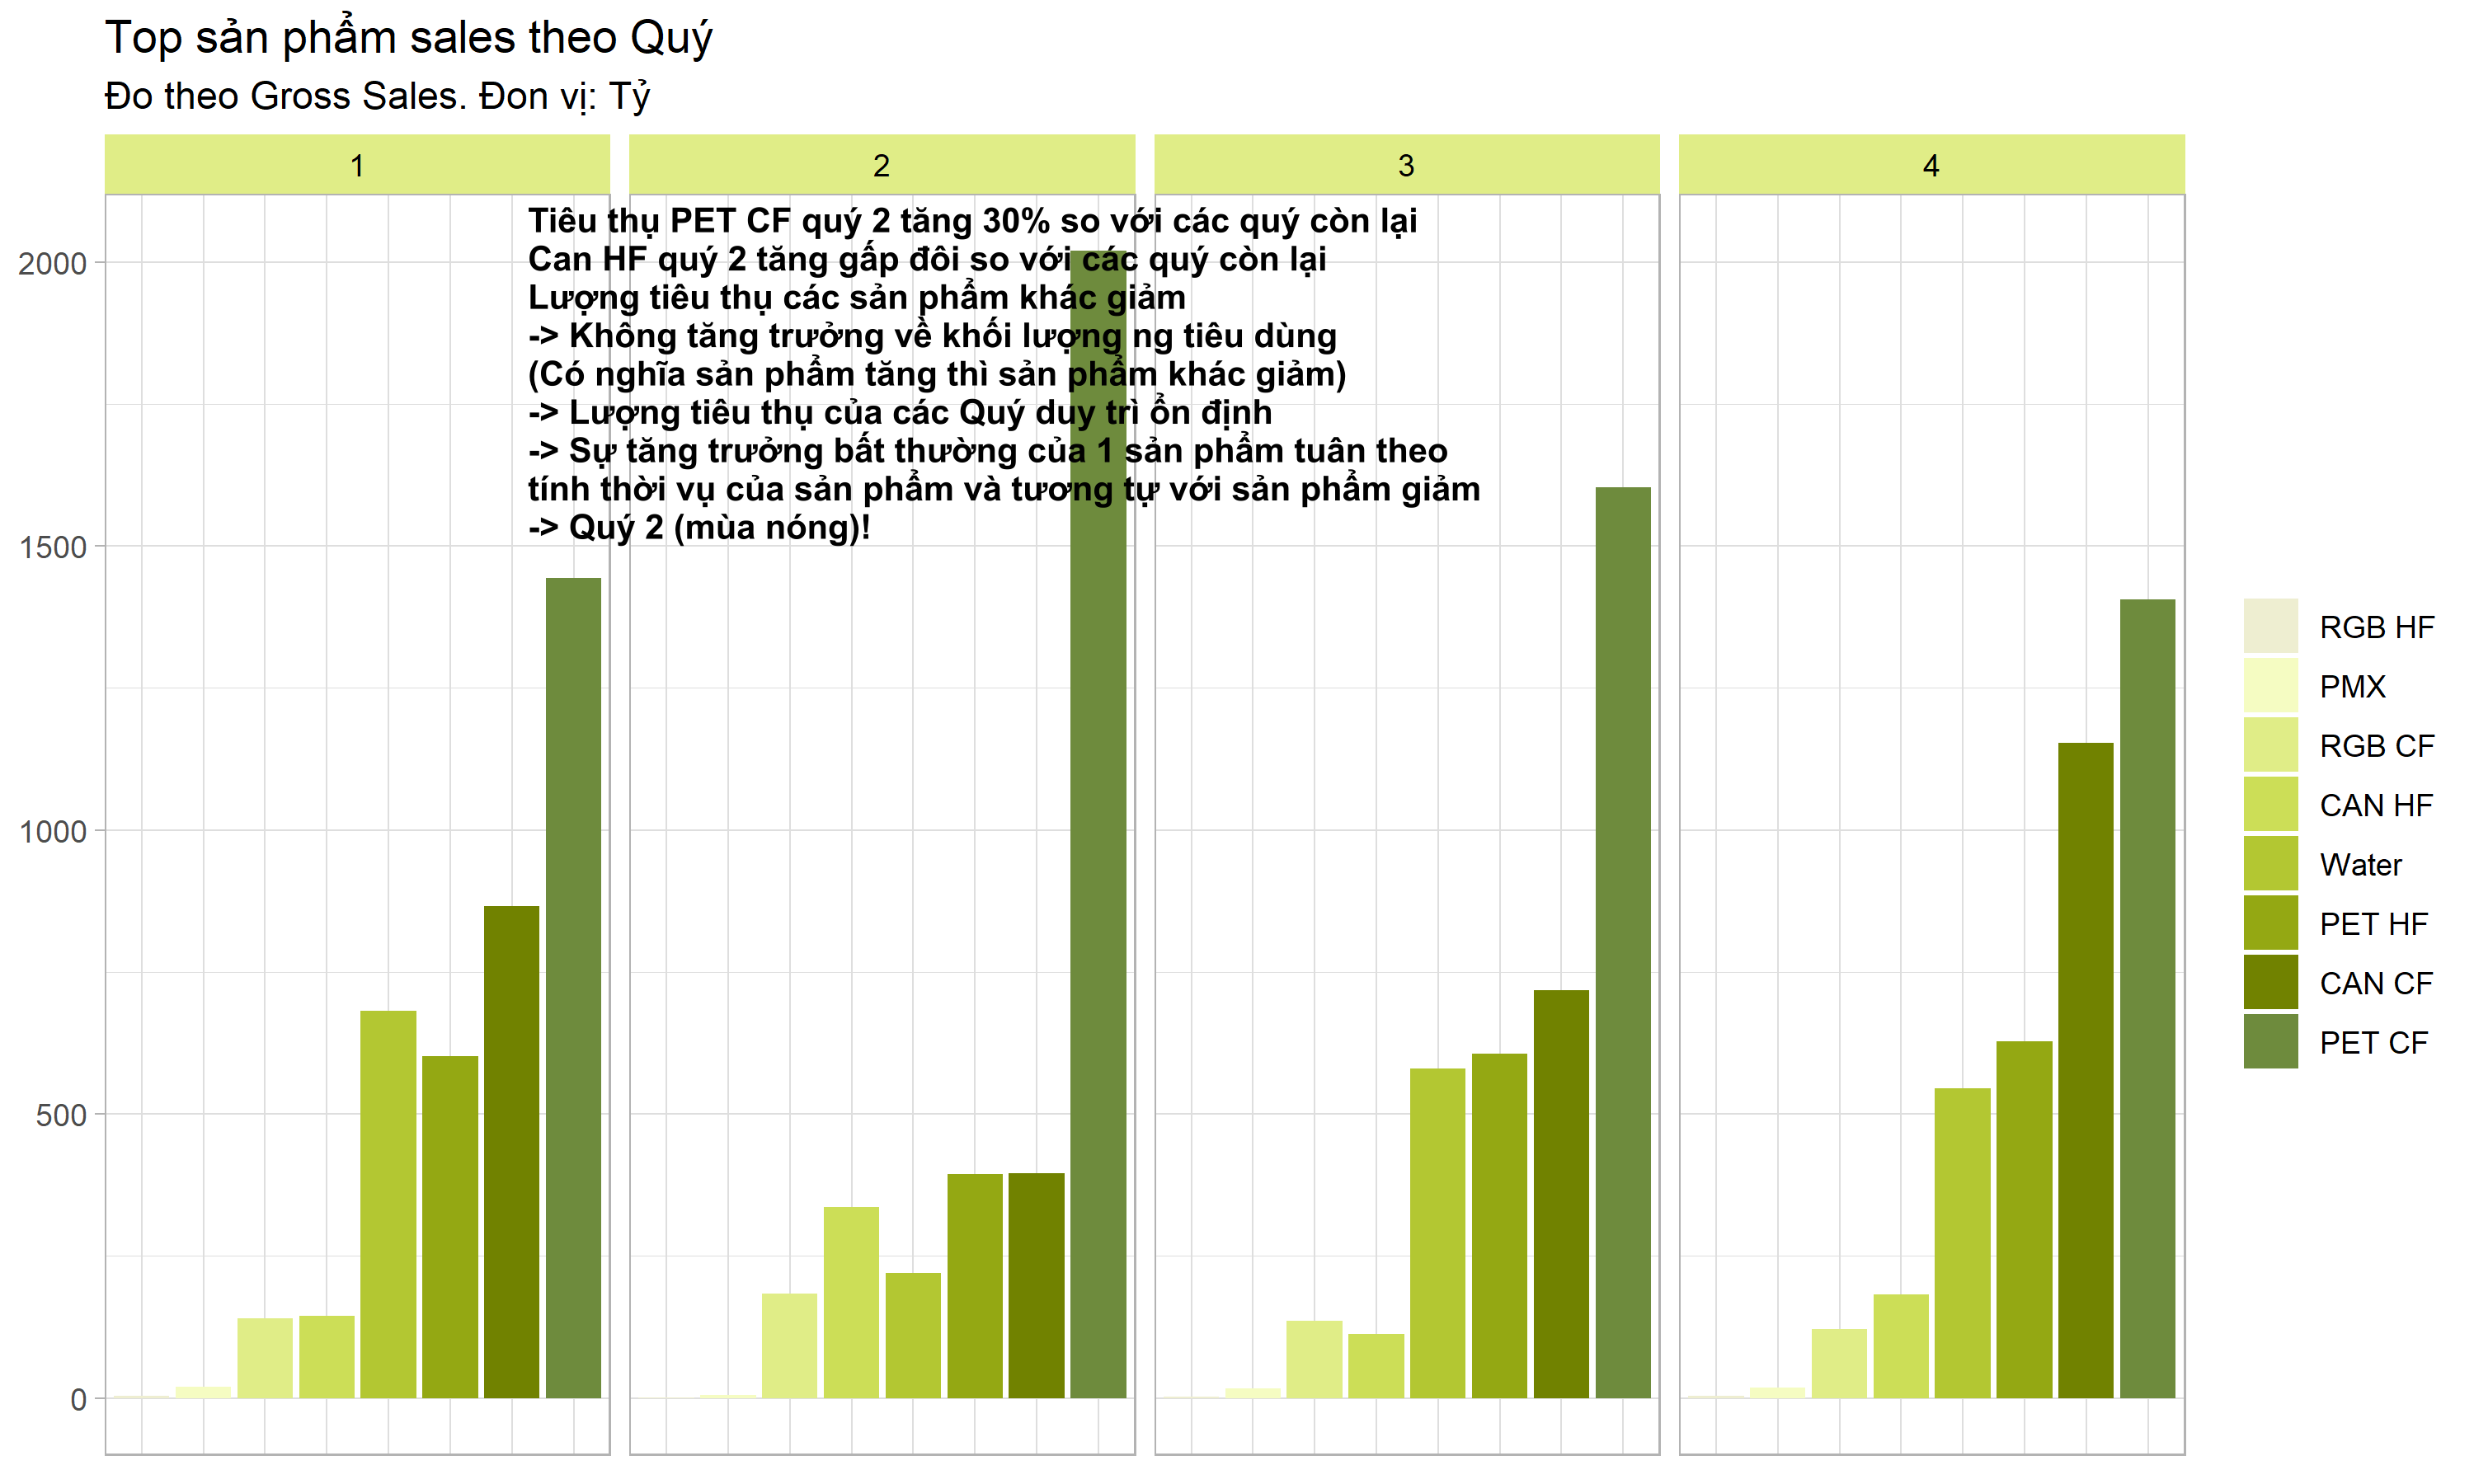 Top sản phẩm sales theo Quý
Đo theo Gross Sales. Đon vị: Tỷ
1 2 3 4
Tiêu thụ PET CF quý 2 tăng 30% so với các quý còn lại
Can HF quý 2 tăng gấp đôi so với các quý còn lại
Lượng tiêu thụ các sản phẩm khác giảm
-> Không tăng trưởng về khối lượng ng tiêu dùng
(Có nghĩa sản phẩm tăng thì sản phẩm khác giảm)
-> Lượng tiêu thụ của các Quý duy trì ổn định
-> Sự tăng trưởng bất thường của 1 sản phẩm tuân theo
tính thời vụ của sản phẩm và tương tự với sản phẩm giảm
-> Quý 2 (mùa nóng)!
2000
1500
1000
500
0
RGB HF
PMX
RGB CF
CAN HF
Water
PET HF
CAN CF
PET CF